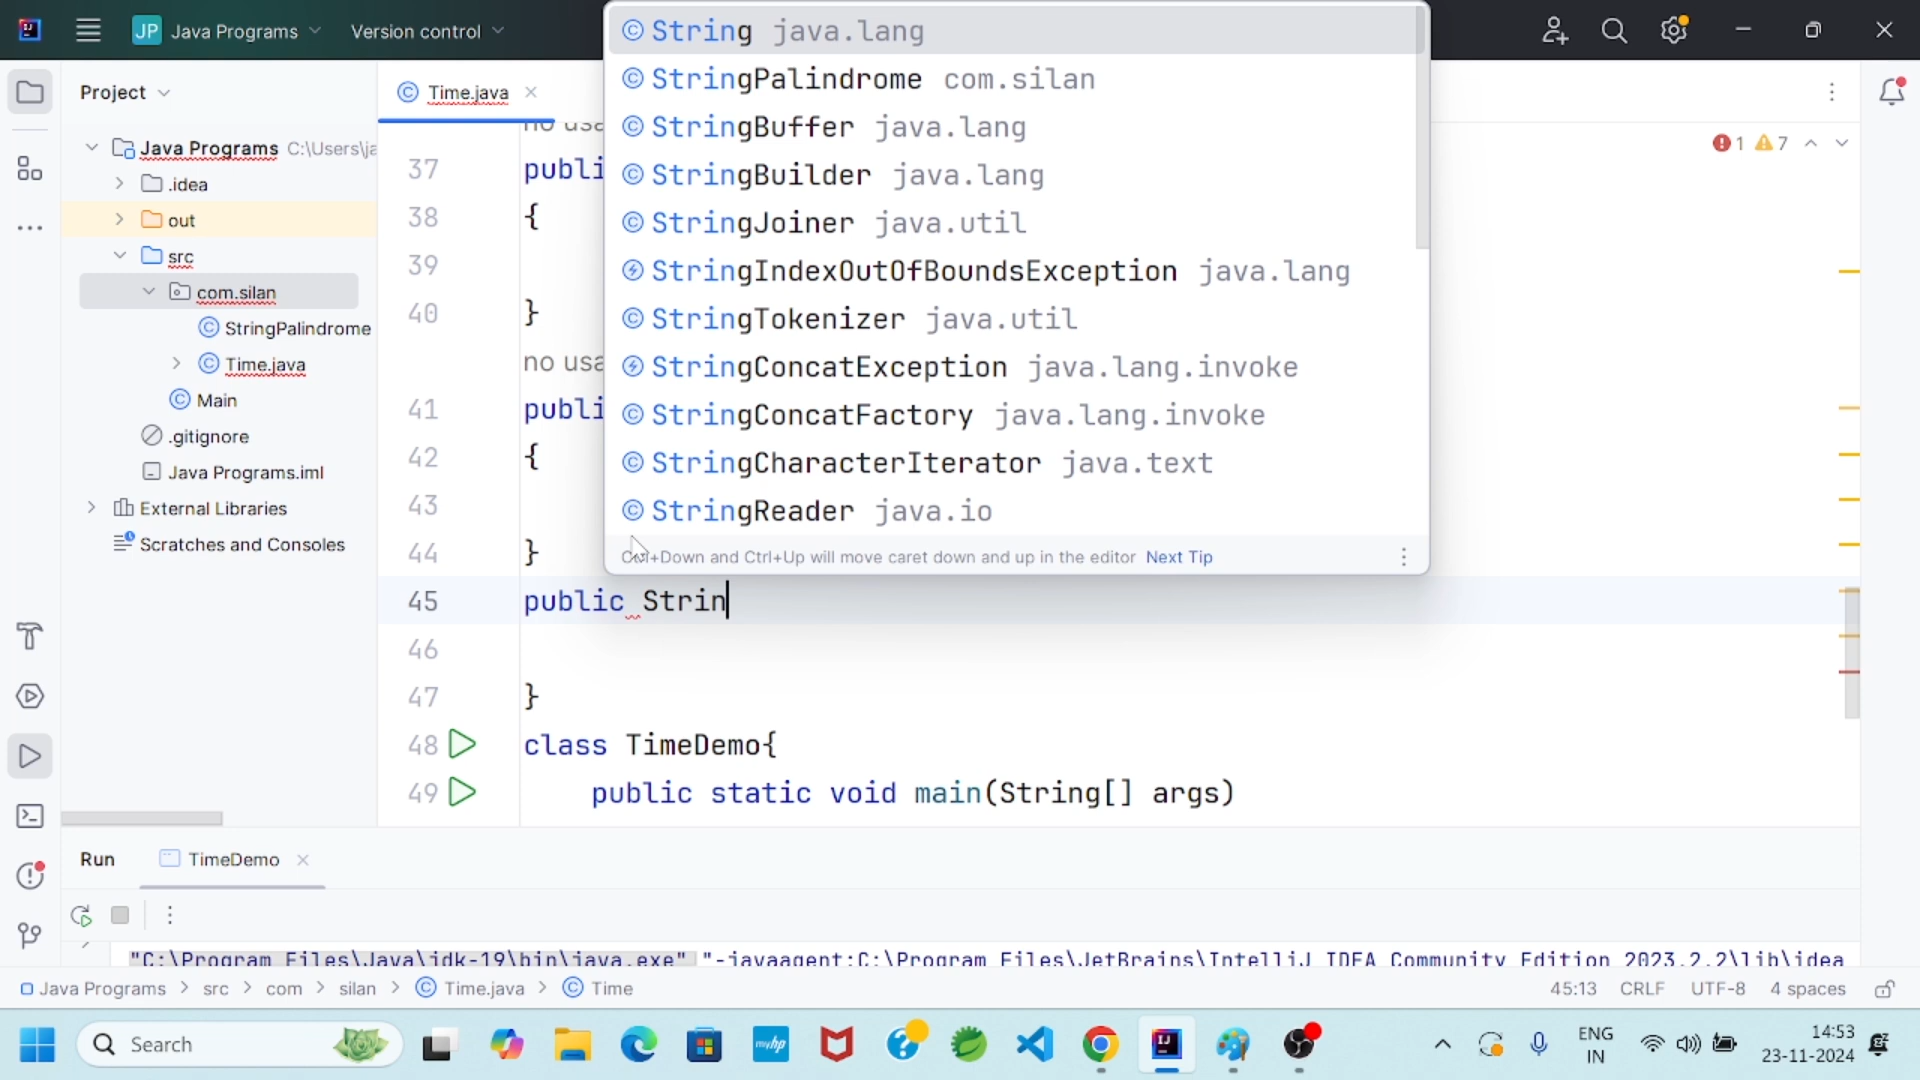 JP Java Programs
Version control
Project
Java Programs C:\Users\ja
.idea
out
src
com.silan
StringPalindrome
Time.java
Main
.gitignore
Java Programs.iml
External Libraries
Scratches and Consoles
Time.java
1 7
37 publi
38 {
39
40 }
no usa
41 publi
42 {
43
44 }
45 public Strin
46
47 }
48 class TimeDemo{
49 public static void main(String[] args)
String java.lang
StringPalindrome com.silan
StringBuffer java.lang
StringBuilder java.lang
StringJoiner java.util
StringIndexOutOfBoundsException java.lang
StringTokenizer java.util
StringConcatException java.lang.invoke
StringConcatFactory java.lang.invoke
StringCharacterIterator java.text
StringReader java.io
Ctrl+Down and Ctrl+Up will move caret down and up in the editor Next Tip
Run TimeDemo
"C:\Program Files\Java\jdk-19\bin\java.exe" "-javaagent:C:\Program Files\JetBrains\IntelliJ IDEA Community Edition 2023.2.2\lib\idea
Java Programs > src > com > silan > Time.java > Time
45:13 CRLF UTF-8 4 spaces
Search
myhp
ENG
IN
14:53
23-11-2024